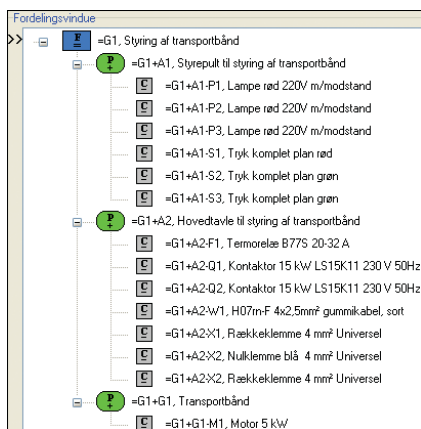 Fordelingsvindue
>> F = =G1, Styring af transportbånd
P + =G1+A1, Styrepult til styring af transportbånd
C - =G1+A1-P1, Lampe rød 220V m/modstand
C - =G1+A1-P2, Lampe rød 220V m/modstand
C - =G1+A1-P3, Lampe rød 220V m/modstand
C - =G1+A1-S1, Tryk komplet plan rød
C - =G1+A1-S2, Tryk komplet plan grøn
C - =G1+A1-S3, Tryk komplet plan grøn
P + =G1+A2, Hovedtavle til styring af transportbånd
C - =G1+A2-F1, Termorelæ B77S 20-32 A
C - =G1+A2-Q1, Kontaktor 15 kW LS15K11 230 V 50Hz
C - =G1+A2-Q2, Kontaktor 15 kW LS15K11 230 V 50Hz
C - =G1+A2-W1, H07rn-F 4x2,5mm² gummikabel, sort
C - =G1+A2-X1, Rækkeklemme 4 mm² Universel
C - =G1+A2-X2, Nulklemme blå 4 mm² Universel
C - =G1+A2-X2, Rækkeklemme 4 mm² Universel
P + =G1+G1, Transportbånd
C - =G1+G1-M1, Motor 5 kW